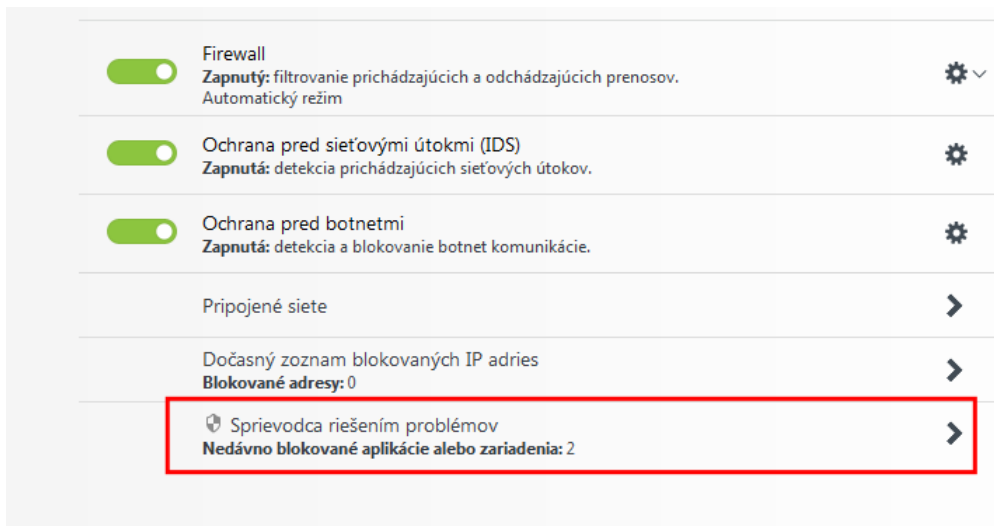 Firewall
Zapnutý: filtrovanie prichádzajúcich a odchádzajúcich prenosov.
Automatický režim
Ochrana pred sieťovými útokmi (IDS)
Zapnutá: detekcia prichádzajúcich sieťových útokov.
Ochrana pred botnetmi
Zapnutá: detekcia a blokovanie botnet komunikácie.
Pripojené siete
Dočasný zoznam blokovaných IP adries
Blokované adresy: 0
Sprievodca riešením problémov
Nedávno blokované aplikácie alebo zariadenia: 2